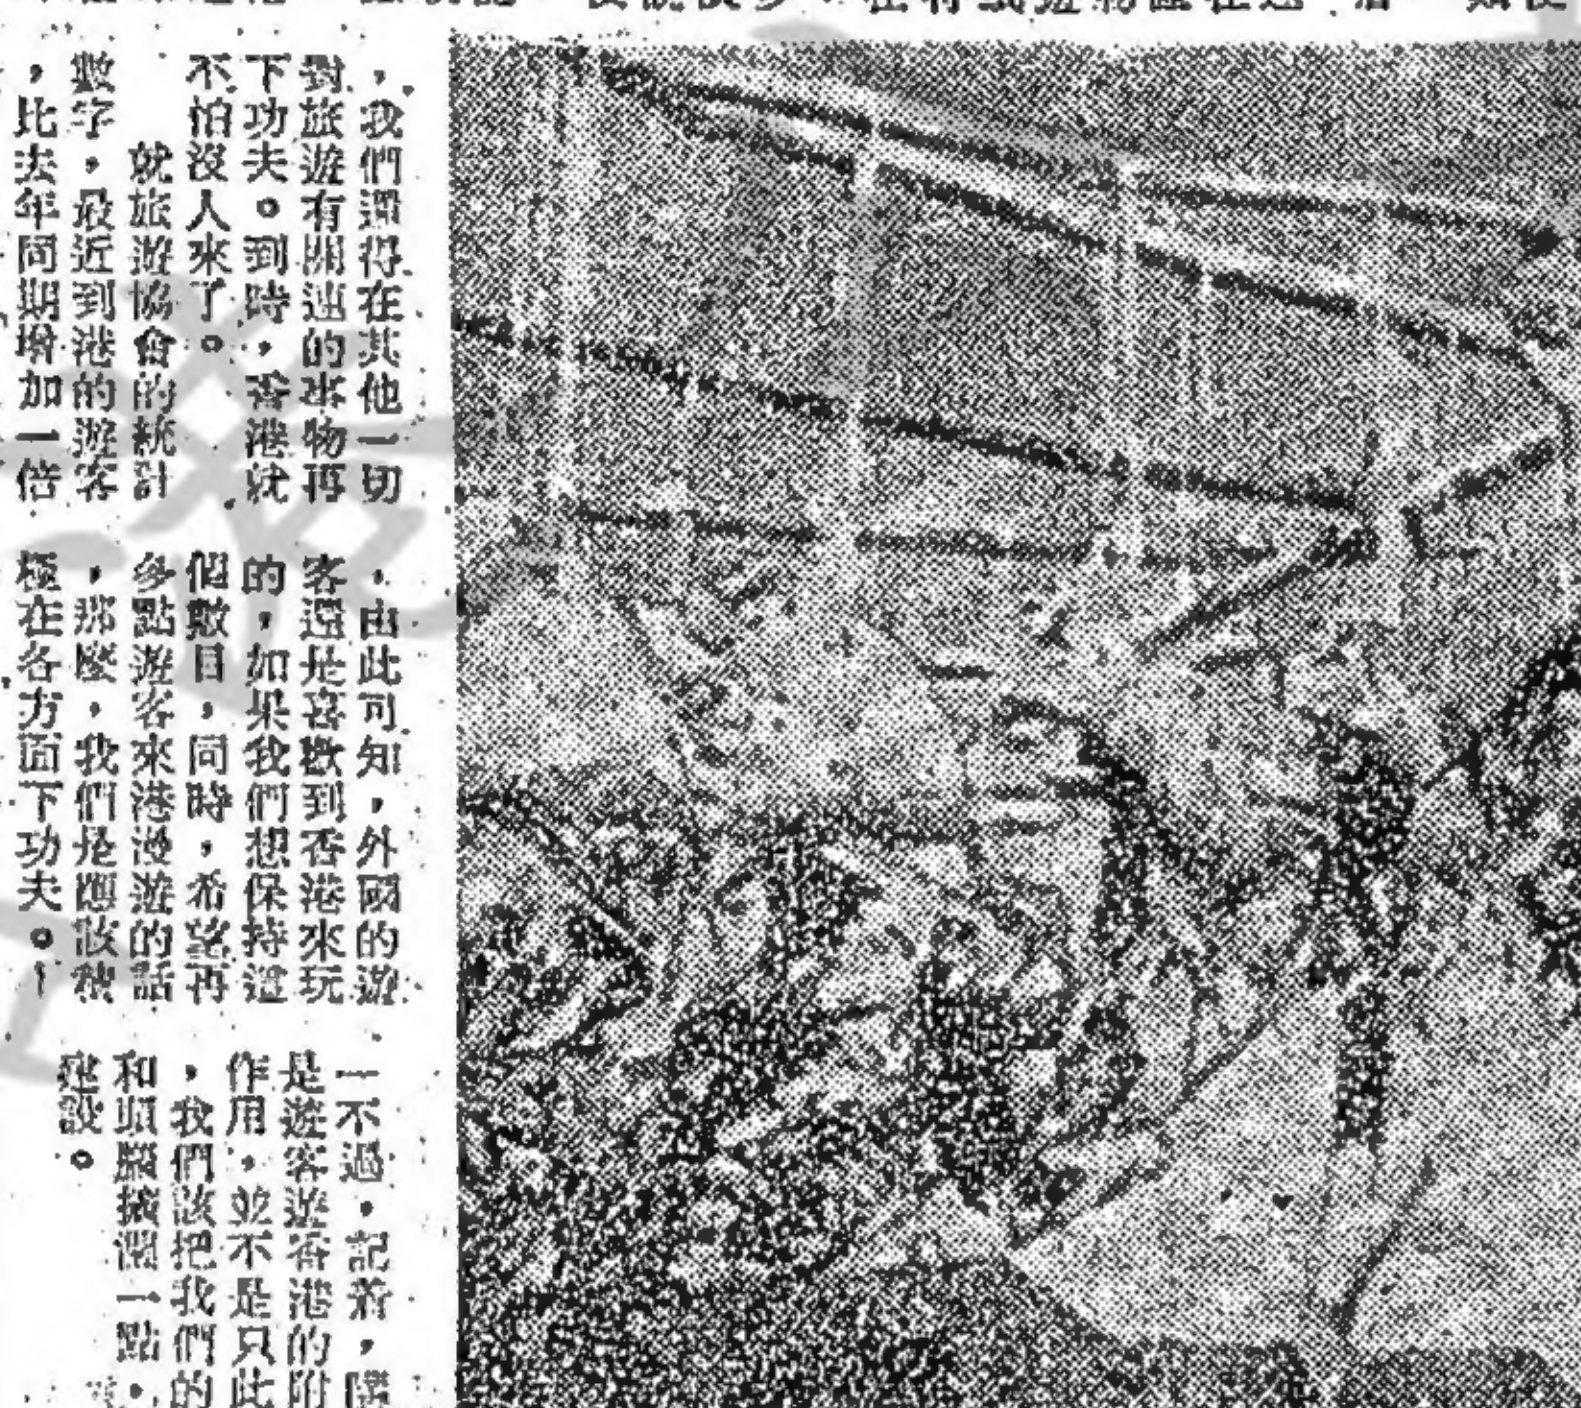 ，我們還得在其他一切
對旅遊有關連的事物再
下功夫。到時，香港就
不怕沒人來了。
就旅遊協會的統計
數字，最近到港的遊客
，比去年同期增加一倍
，由此可知，外國的遊
客還是喜歡到香港來玩
的，如果我們想保持這
個數目，同時，希望再
多點遊客來港漫遊的話
，那麼，我們是應該積
極在各方面下功夫。
不過，記着，
是遊客遊香港的附
作用，並不是只此
，我們該把我們的
和頭腦擴濶一點，
建設。